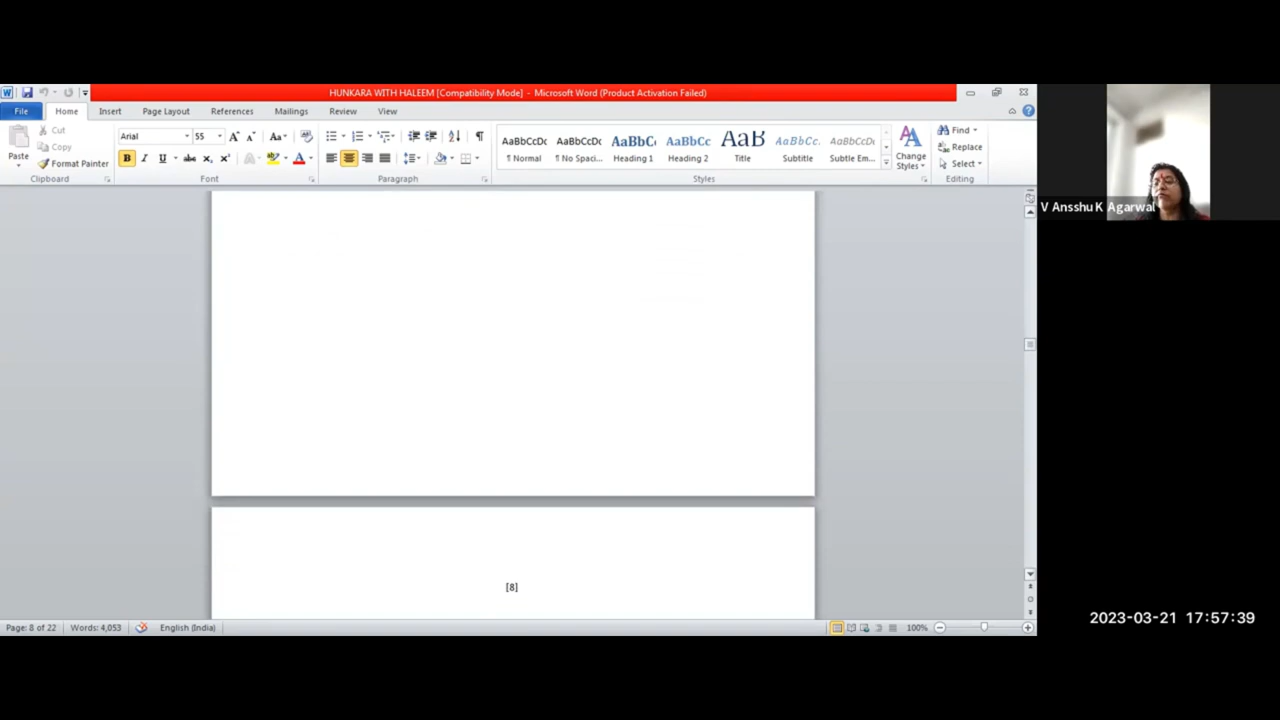 HUNKARA WITH HALEEM [Compatibility Mode] - Microsoft Word (Product Activation Failed)
File Home Insert Page Layout References Mailings Review View
Paste
Cut
Copy
Format Painter
Clipboard
Arial 55
Font
Paragraph
AaBbCcDc AaBbCcDc AaBbC AaBbCc AaB AaBbCc. AaBbCcDc
¶ Normal ¶ No Spaci... Heading 1 Heading 2 Title Subtitle Subtle Em...
Styles
Change Styles
Find
Replace
Select
Editing
V Ansshu K Agarwal
[8]
Page: 8 of 22 Words: 4,053 English (India) 100%
2023-03-21 17:57:39